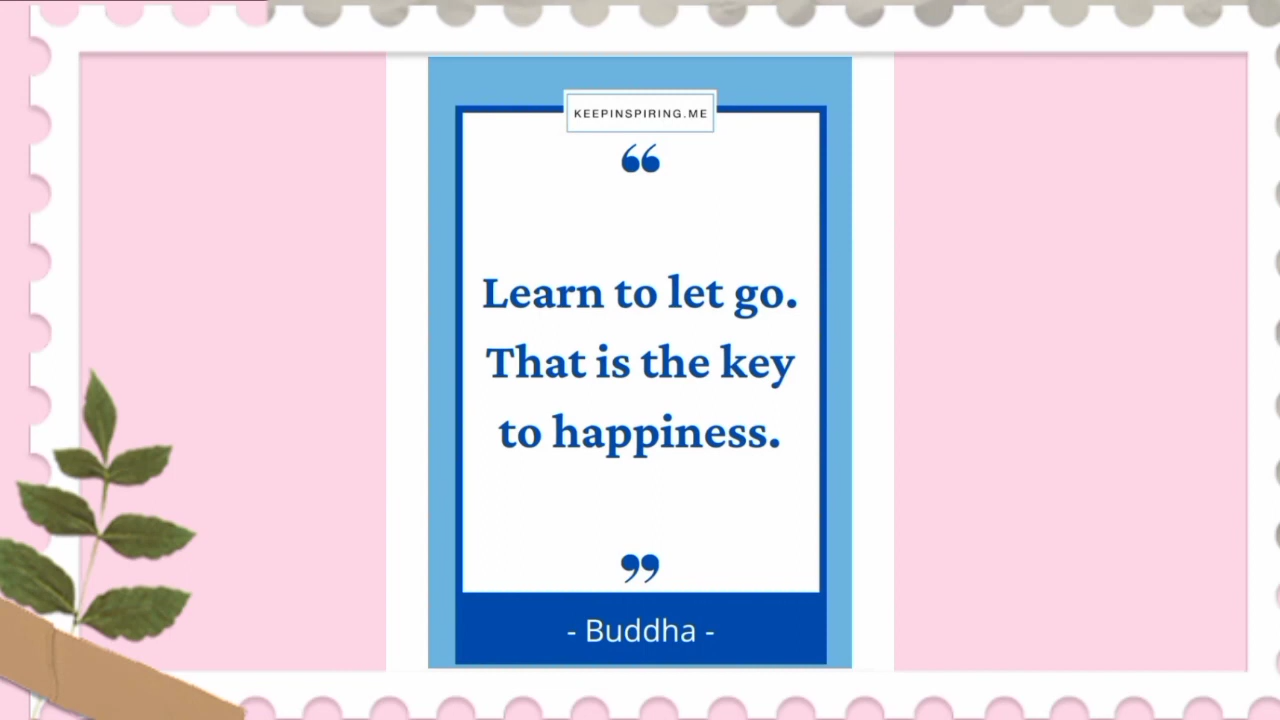 KEEPINSPIRING.ME
“
Learn to let go.
That is the key
to happiness.
”
- Buddha -